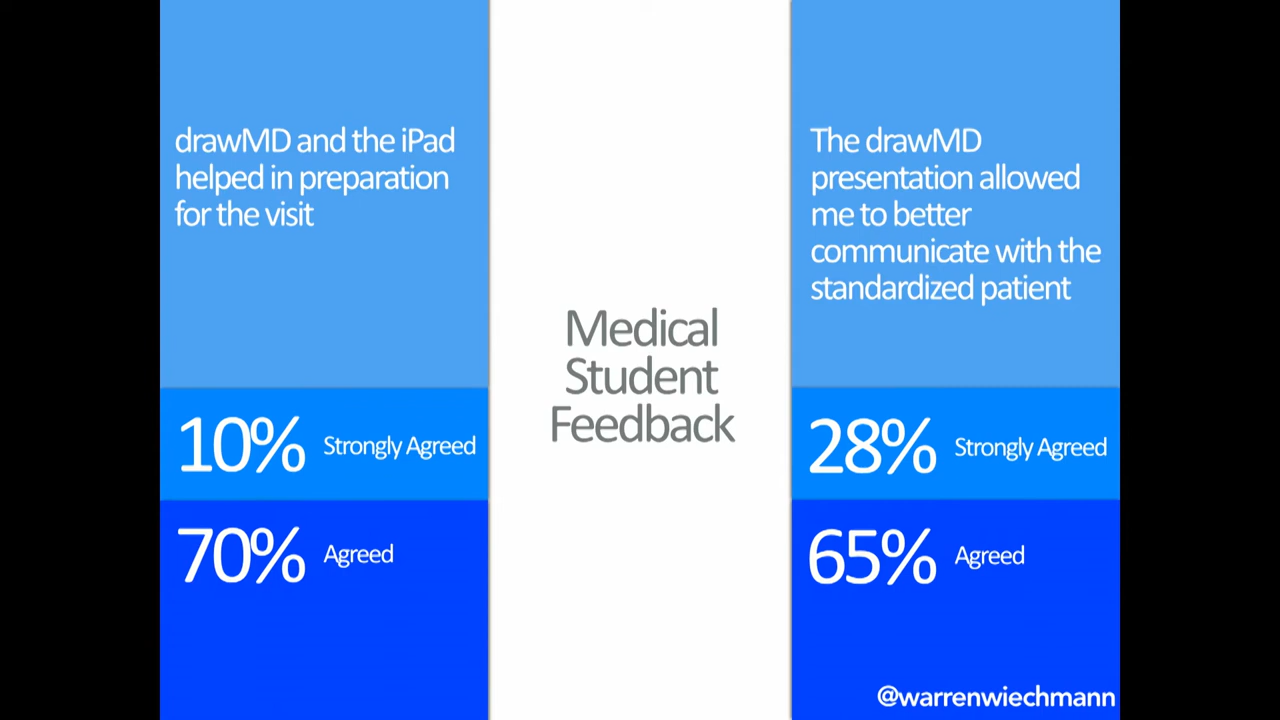 drawMD and the iPad
helped in preparation
for the visit
10% Strongly Agreed
70% Agreed
Medical
Student
Feedback
The drawMD
presentation allowed
me to better
communicate with the
standardized patient
28% Strongly Agreed
65% Agreed
@warrenwiechmann